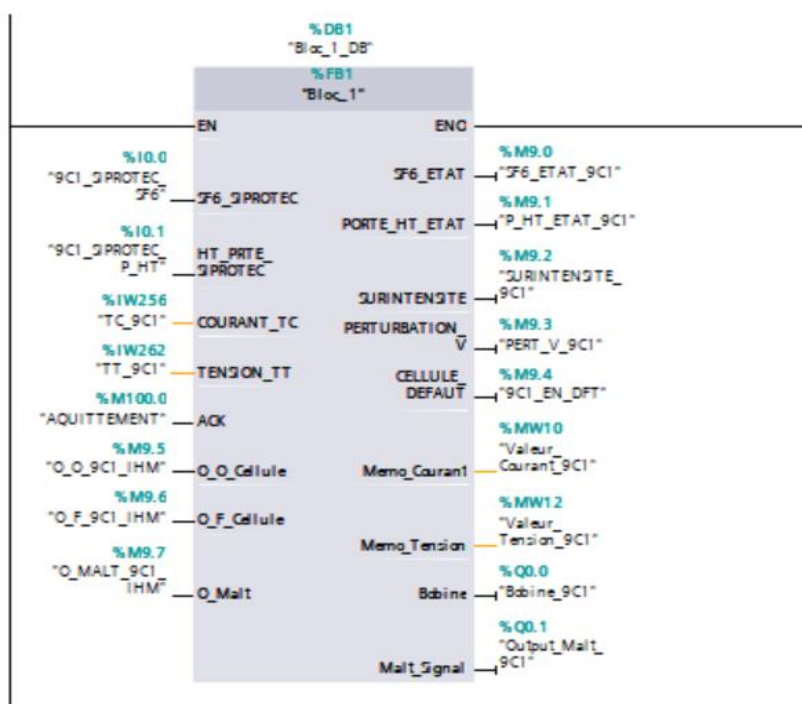 %DB1
"Bloc_1_DB"
%FB1
"Bloc_1"
EN ENO
%I0.0
"9C1_SIPROTEC_
SF6"
SF6_SIPROTEC
%I0.1
"9C1_SIPROTEC_
P_HT"
HT_PRTE_
SIPROTEC
%IW256
"TC_9C1"
COURANT_TC
%IW262
"TT_9C1"
TENSION_TT
%M100.0
"AQUITTEMENT"
ACK
%M9.5
"O_O_9C1_IHM"
O_O_Cellule
%M9.6
"O_F_9C1_IHM"
O_F_Cellule
%M9.7
"O_MALT_9C1_
IHM"
O_Malt
SF6_ETAT
%M9.0
"SF6_ETAT_9C1"
PORTE_HT_ETAT
%M9.1
"P_HT_ETAT_9C1"
SURINTENSITE
%M9.2
"SURINTENSITE_
9C1"
PERTURBATION_
V
%M9.3
"PERT_V_9C1"
CELLULE_
DEFAUT
%M9.4
"9C1_EN_DFT"
Memo_Courant
%MW10
"Valeur_
Courant_9C1"
Memo_Tension
%MW12
"Valeur_
Tension_9C1"
Bobine
%Q0.0
"Bobine_9C1"
Malt_Signal
%Q0.1
"Output_Malt_
9C1"